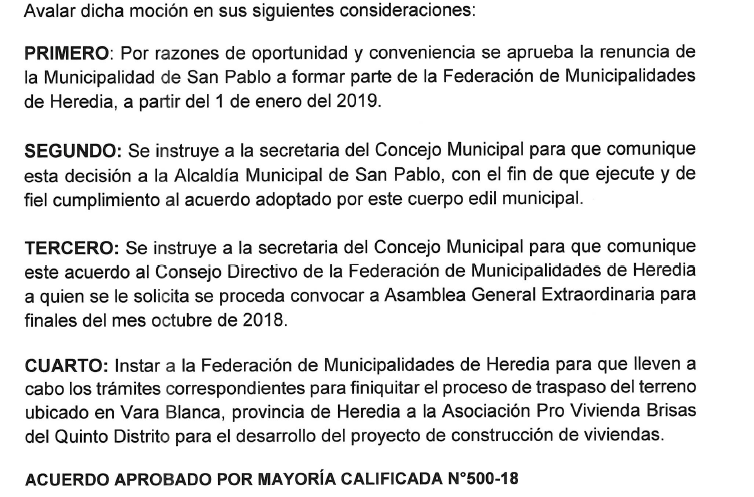 Avalar dicha moción en sus siguientes consideraciones:
PRIMERO: Por razones de oportunidad y conveniencia se aprueba la renuncia de
la Municipalidad de San Pablo a formar parte de la Federación de Municipalidades
de Heredia, a partir del 1 de enero del 2019.
SEGUNDO: Se instruye a la secretaria del Concejo Municipal para que comunique
esta decisión a la Alcaldía Municipal de San Pablo, con el fin de que ejecute y de
fiel cumplimiento al acuerdo adoptado por este cuerpo edil municipal.
TERCERO: Se instruye a la secretaria del Concejo Municipal para que comunique
este acuerdo al Consejo Directivo de la Federación de Municipalidades de Heredia
a quien se le solicita se proceda convocar a Asamblea General Extraordinaria para
finales del mes octubre de 2018.
CUARTO: Instar a la Federación de Municipalidades de Heredia para que lleven a
cabo los trámites correspondientes para finiquitar el proceso de traspaso del terreno
ubicado en Vara Blanca, provincia de Heredia a la Asociación Pro Vivienda Brisas
del Quinto Distrito para el desarrollo del proyecto de construcción de viviendas.
ACUERDO APROBADO POR MAYORÍA CALIFICADA N°500-18